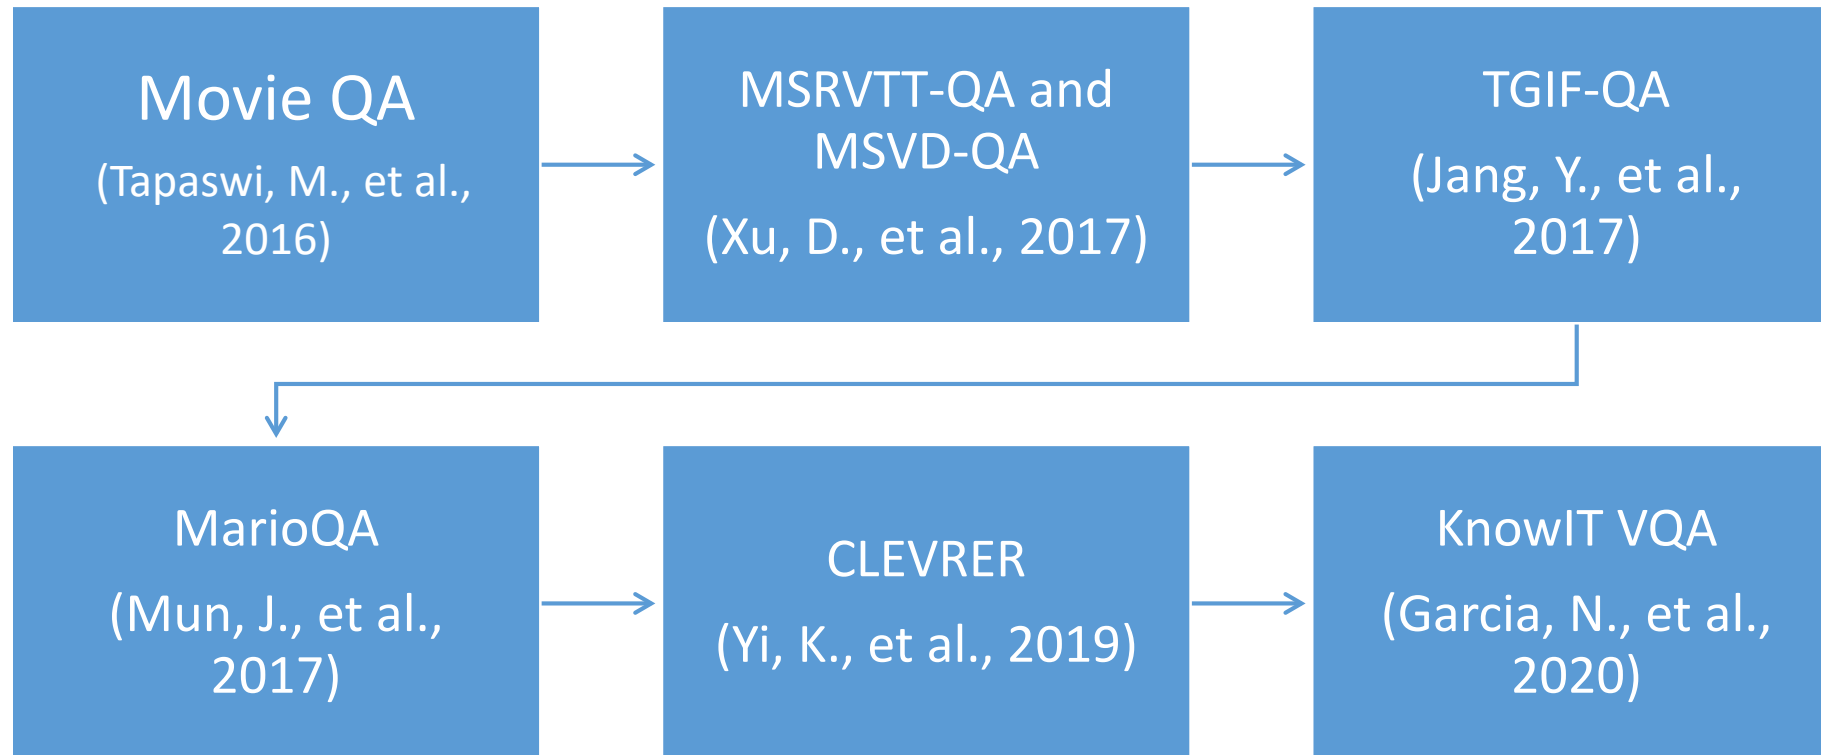 Movie QA
(Tapaswi, M., et al.,
2016)
MSRVTT-QA and
MSVD-QA
(Xu, D., et al., 2017)
TGIF-QA
(Jang, Y., et al.,
2017)
MarioQA
(Mun, J., et al.,
2017)
CLEVRER
(Yi, K., et al., 2019)
KnowIT VQA
(Garcia, N., et al.,
2020)